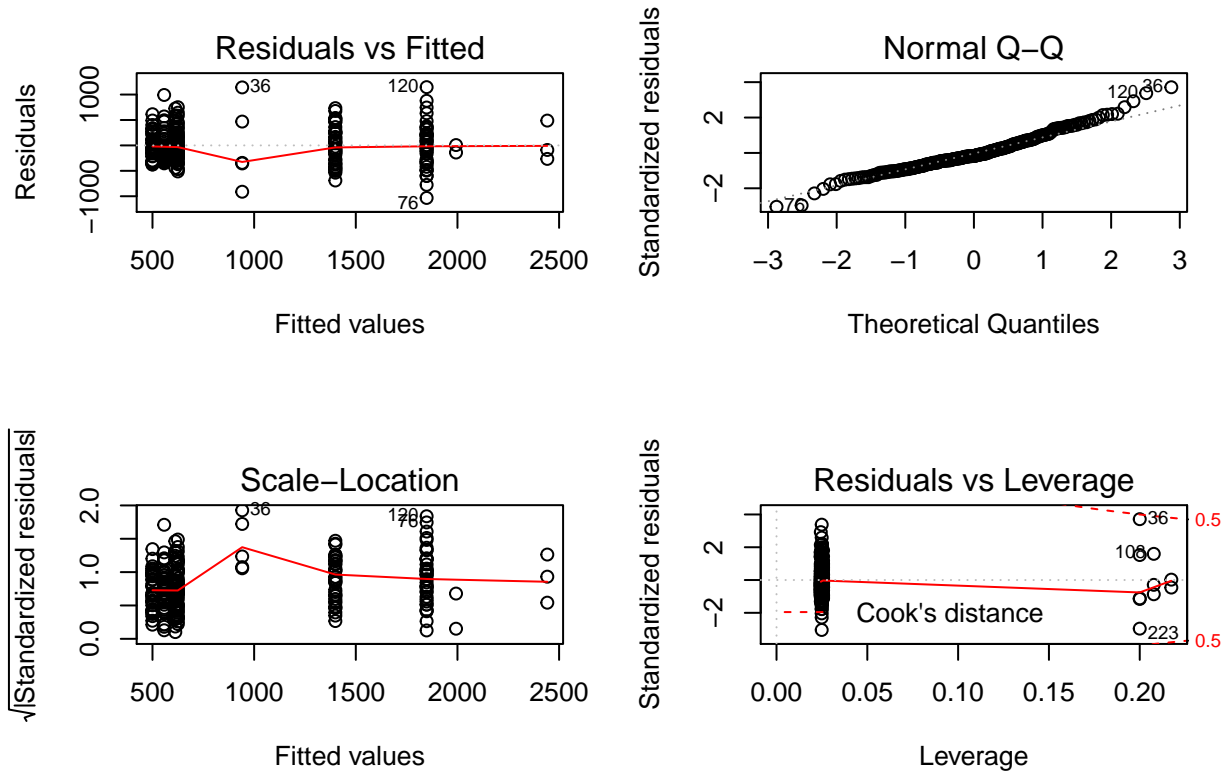 Residuals vs Fitted
Residuals
−1000
1000
36
120
76
500 1000 1500 2000 2500
Fitted values
Normal Q−Q
Standardized residuals
−2
2
120
36
76
−3 −2 −1 0 1 2 3
Theoretical Quantiles
Scale−Location
√|Standardized residuals|
0.0
1.0
2.0
36
120
76
500 1000 1500 2000 2500
Fitted values
Residuals vs Leverage
Standardized residuals
−2
0
2
36
108
223
0.5
0.5
Cook's distance
0.00 0.05 0.10 0.15 0.20
Leverage